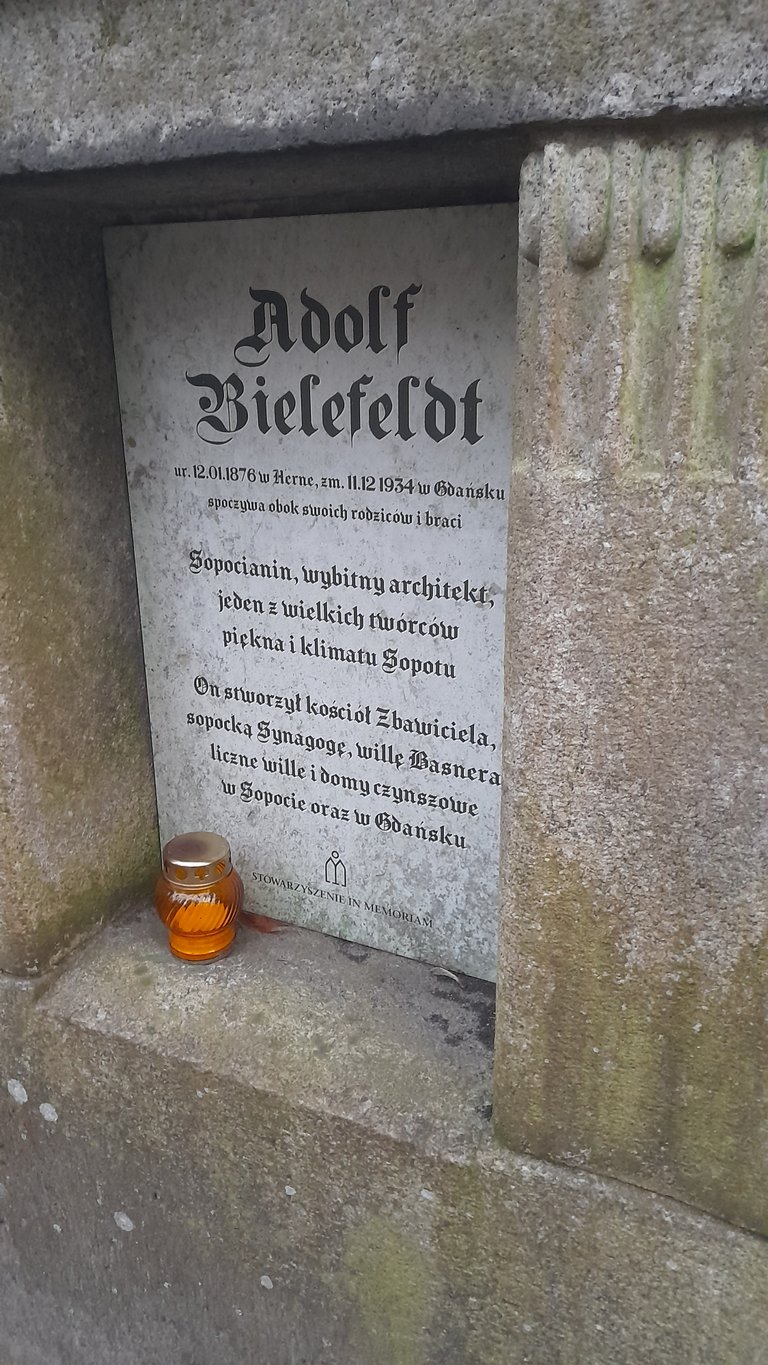 Adolf
Bielefeldt
ur. 12.01.1876 w Herne, zm. 11.12 1934 w Gdańsku
spoczywa obok swoich rodziców i braci
Sopocianin, wybitny architekt,
jeden z wielkich twórców
piękna i klimatu Sopotu
On stworzył kościół Zbawiciela,
sopocką Synagogę, willę Basnera
liczne wille i domy czynszowe
w Sopocie oraz w Gdańsku
STOWARZYSZENIE IN MEMORIAM